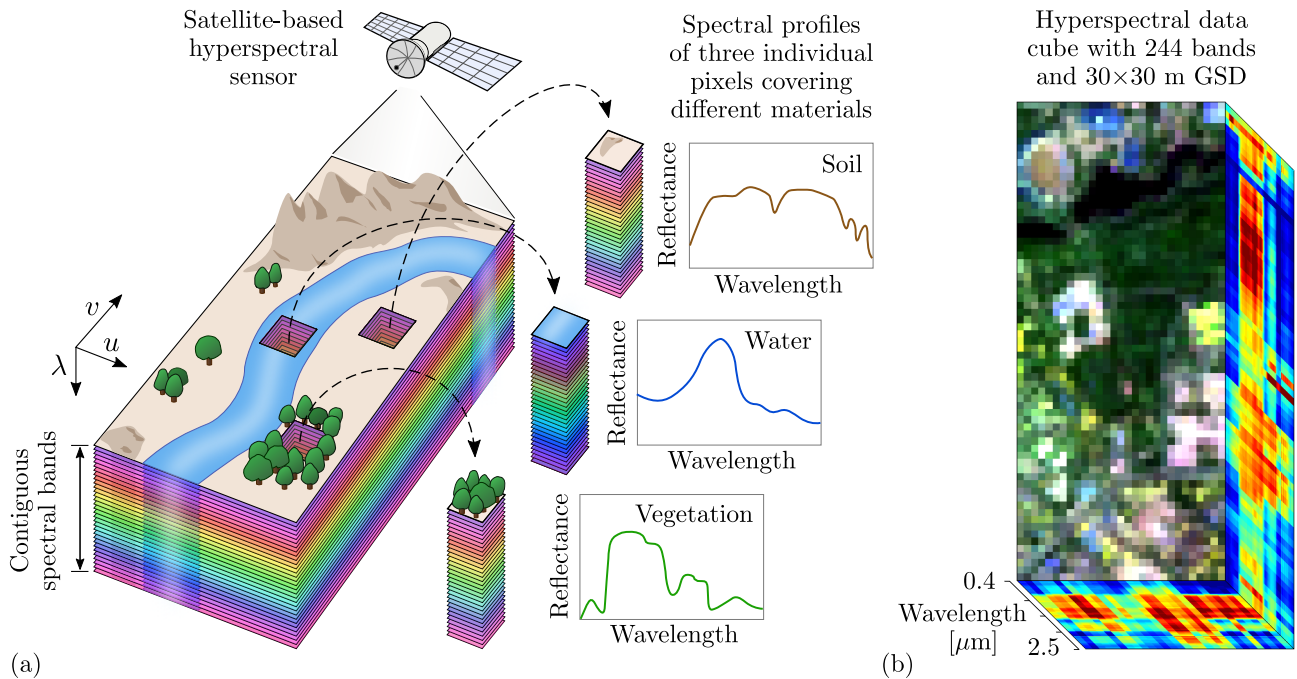 Satellite-based
hyperspectral
sensor
Spectral profiles
of three individual
pixels covering
different materials
Soil
Reflectance
Wavelength
Water
Reflectance
Wavelength
Vegetation
Reflectance
Wavelength
v
u
λ
Contiguous
spectral bands
(a)
Hyperspectral data
cube with 244 bands
and 30×30 m GSD
0.4
Wavelength
[μm]
2.5
(b)